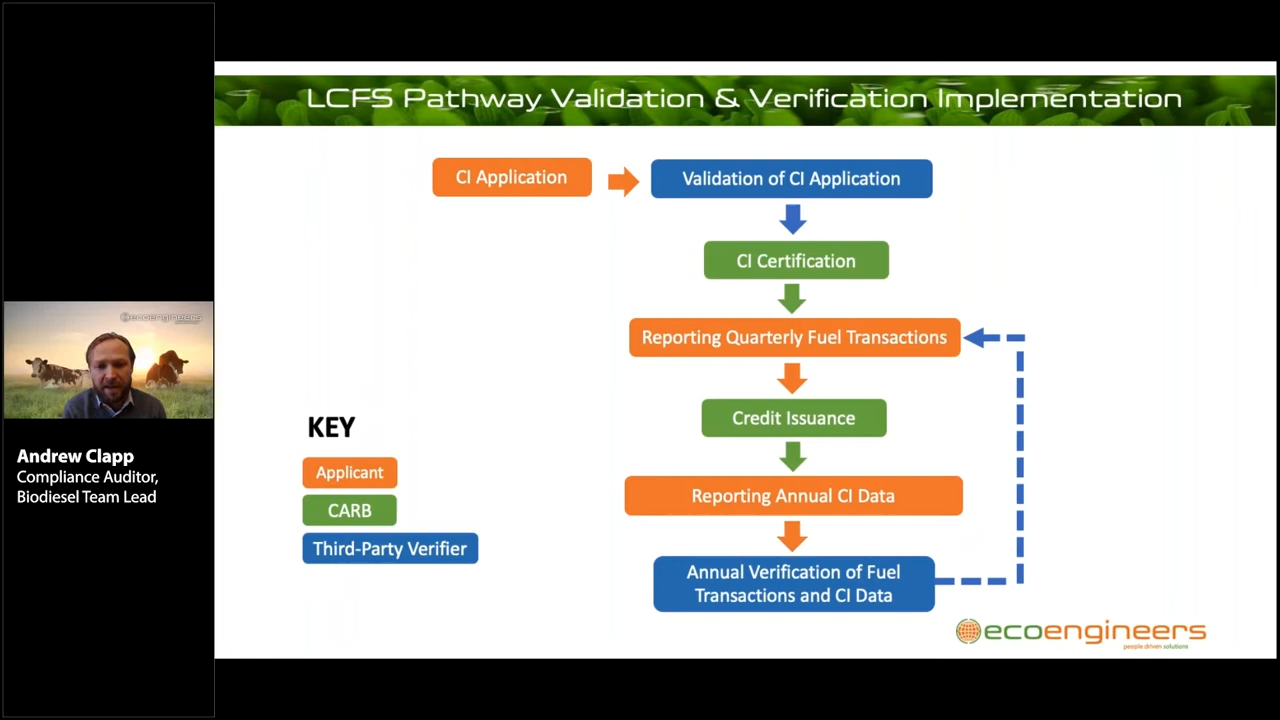 LCFS Pathway Validation & Verification Implementation
CI Application
Validation of CI Application
CI Certification
Reporting Quarterly Fuel Transactions
Credit Issuance
Reporting Annual CI Data
Annual Verification of Fuel
Transactions and CI Data
KEY
Applicant
CARB
Third-Party Verifier
ecoengineers
Andrew Clapp
Compliance Auditor,
Biodiesel Team Lead
ecoengineers
people driven solutions